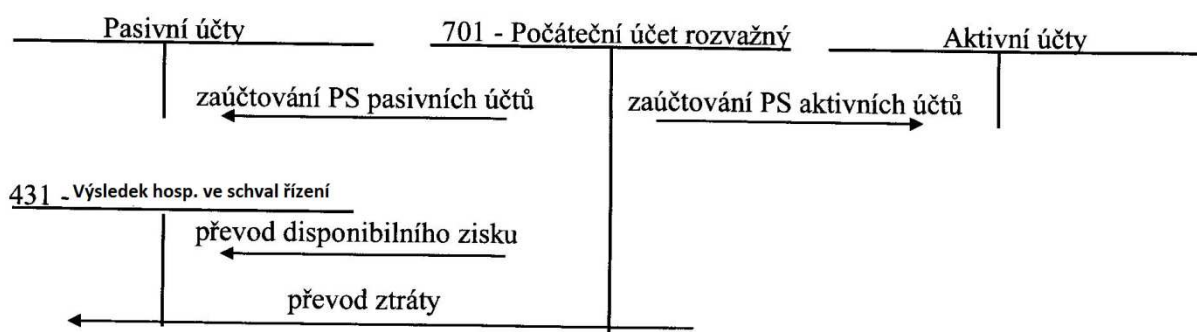 Pasivní účty
701 - Počáteční účet rozvažný
Aktivní účty
zaúčtování PS pasivních účtů
zaúčtování PS aktivních účtů
431 - Výsledek hosp. ve schval řízení
převod disponibilního zisku
převod ztráty